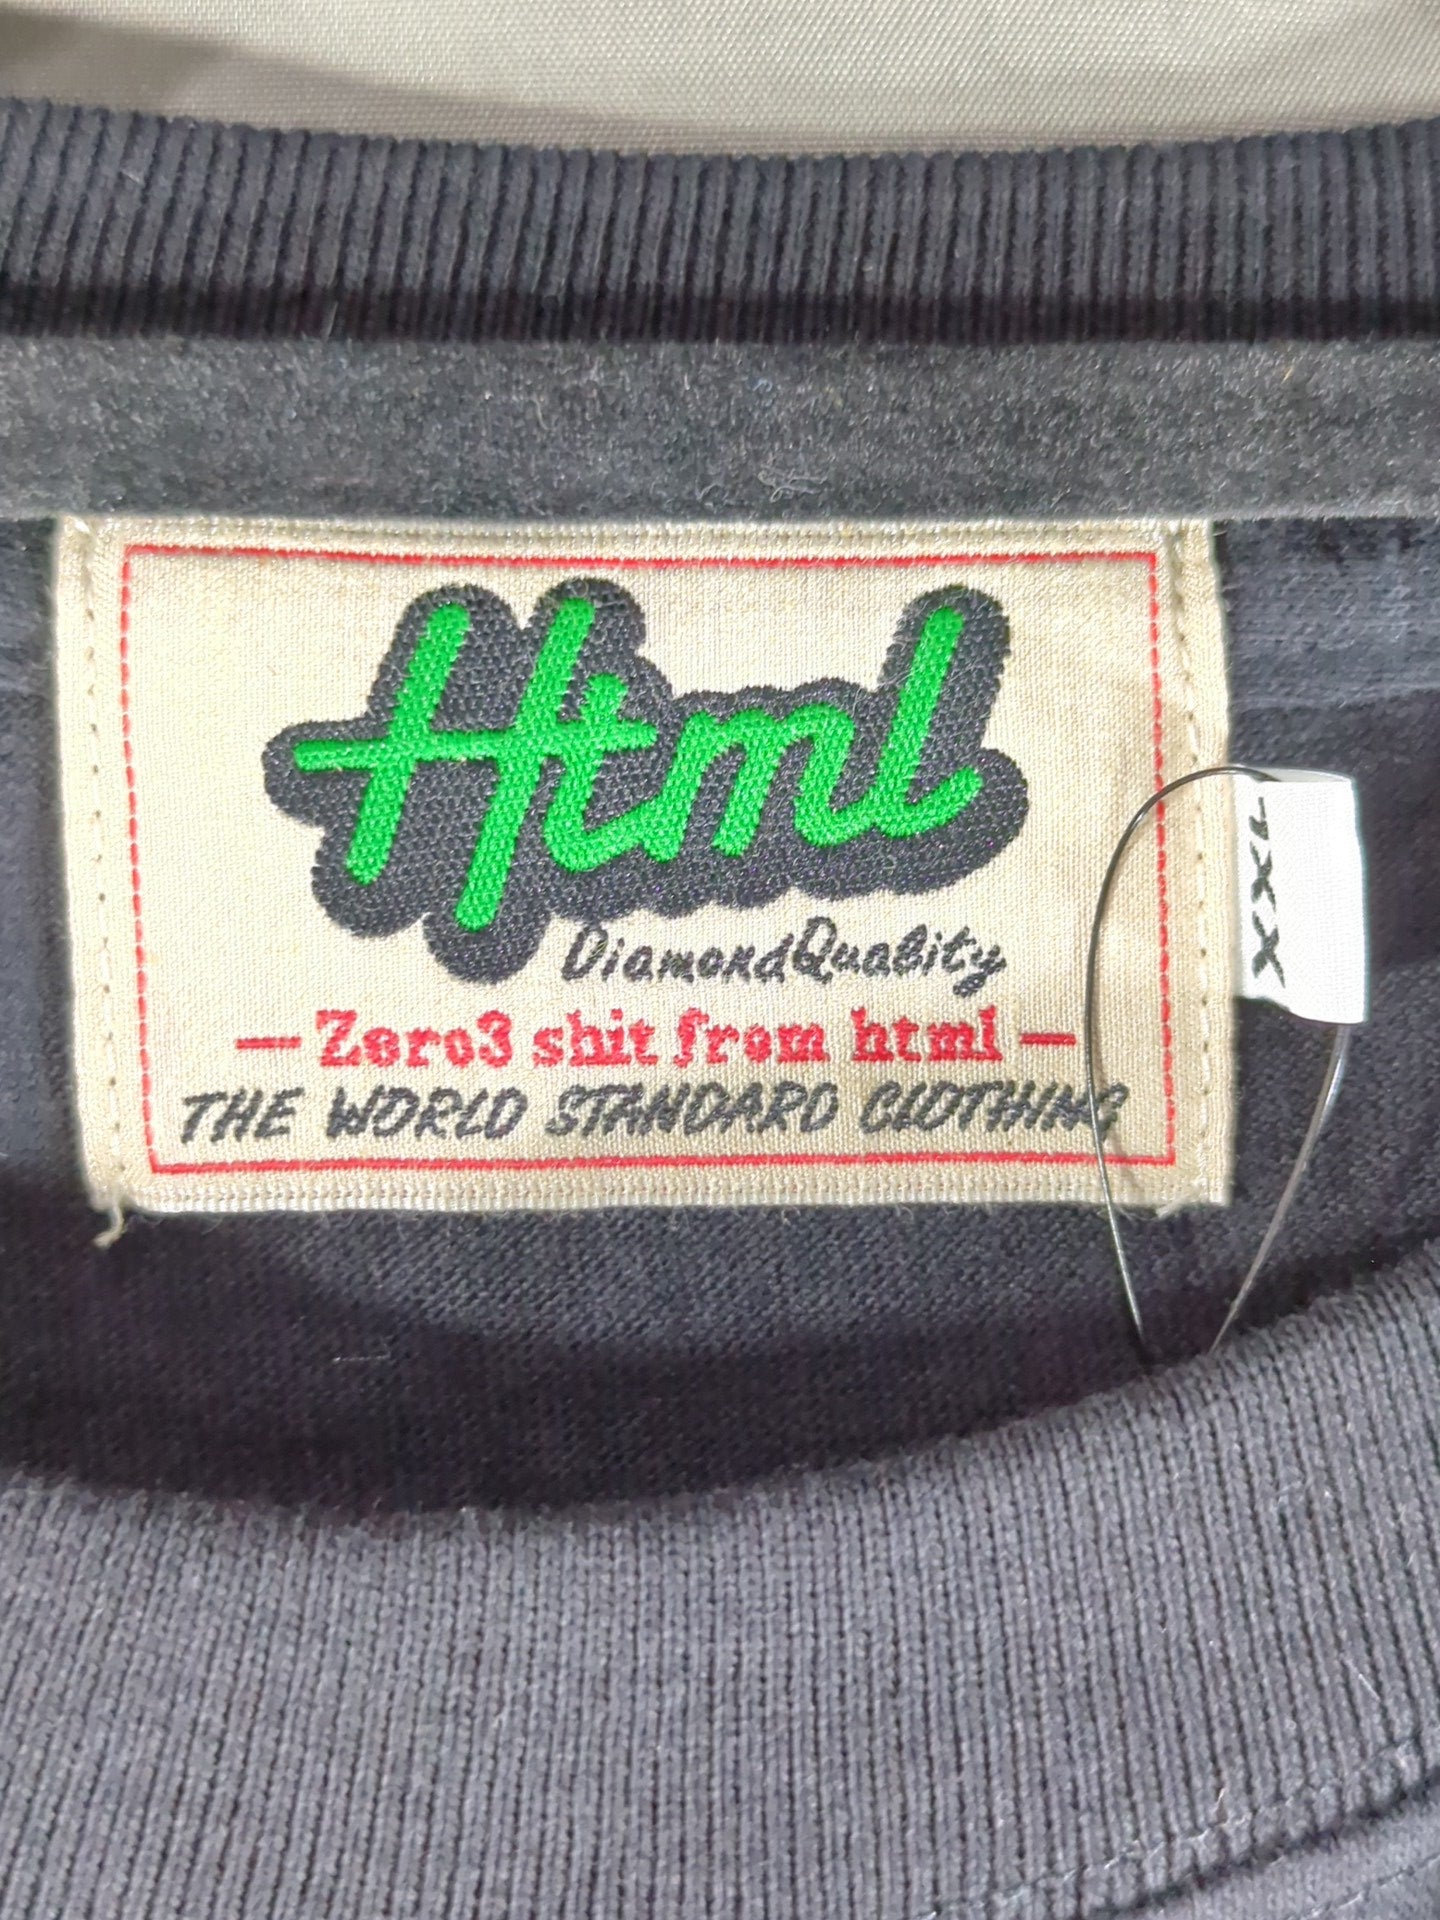 Html
DiamondQuality
— Zero3 shit from html —
THE WORLD STANDARD CLOTHING
XXL